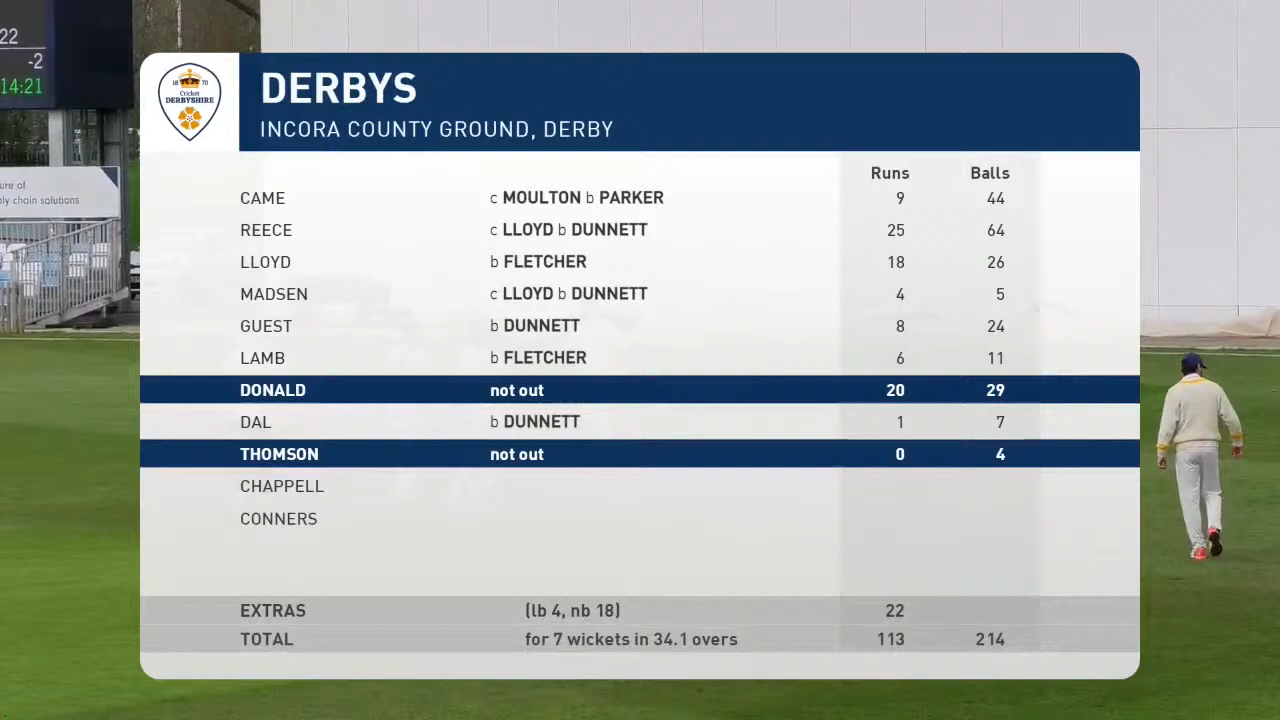 22
-2
14:21
ure of
ly chain solutions
18 70
Cricket
DERBYSHIRE
DERBYS
INCORA COUNTY GROUND, DERBY
Runs Balls
CAME c MOULTON b PARKER 9 44
REECE c LLOYD b DUNNETT 25 64
LLOYD b FLETCHER 18 26
MADSEN c LLOYD b DUNNETT 4 5
GUEST b DUNNETT 8 24
LAMB b FLETCHER 6 11
DONALD not out 20 29
DAL b DUNNETT 1 7
THOMSON not out 0 4
CHAPPELL
CONNERS
EXTRAS (lb 4, nb 18) 22
TOTAL for 7 wickets in 34.1 overs 113 214